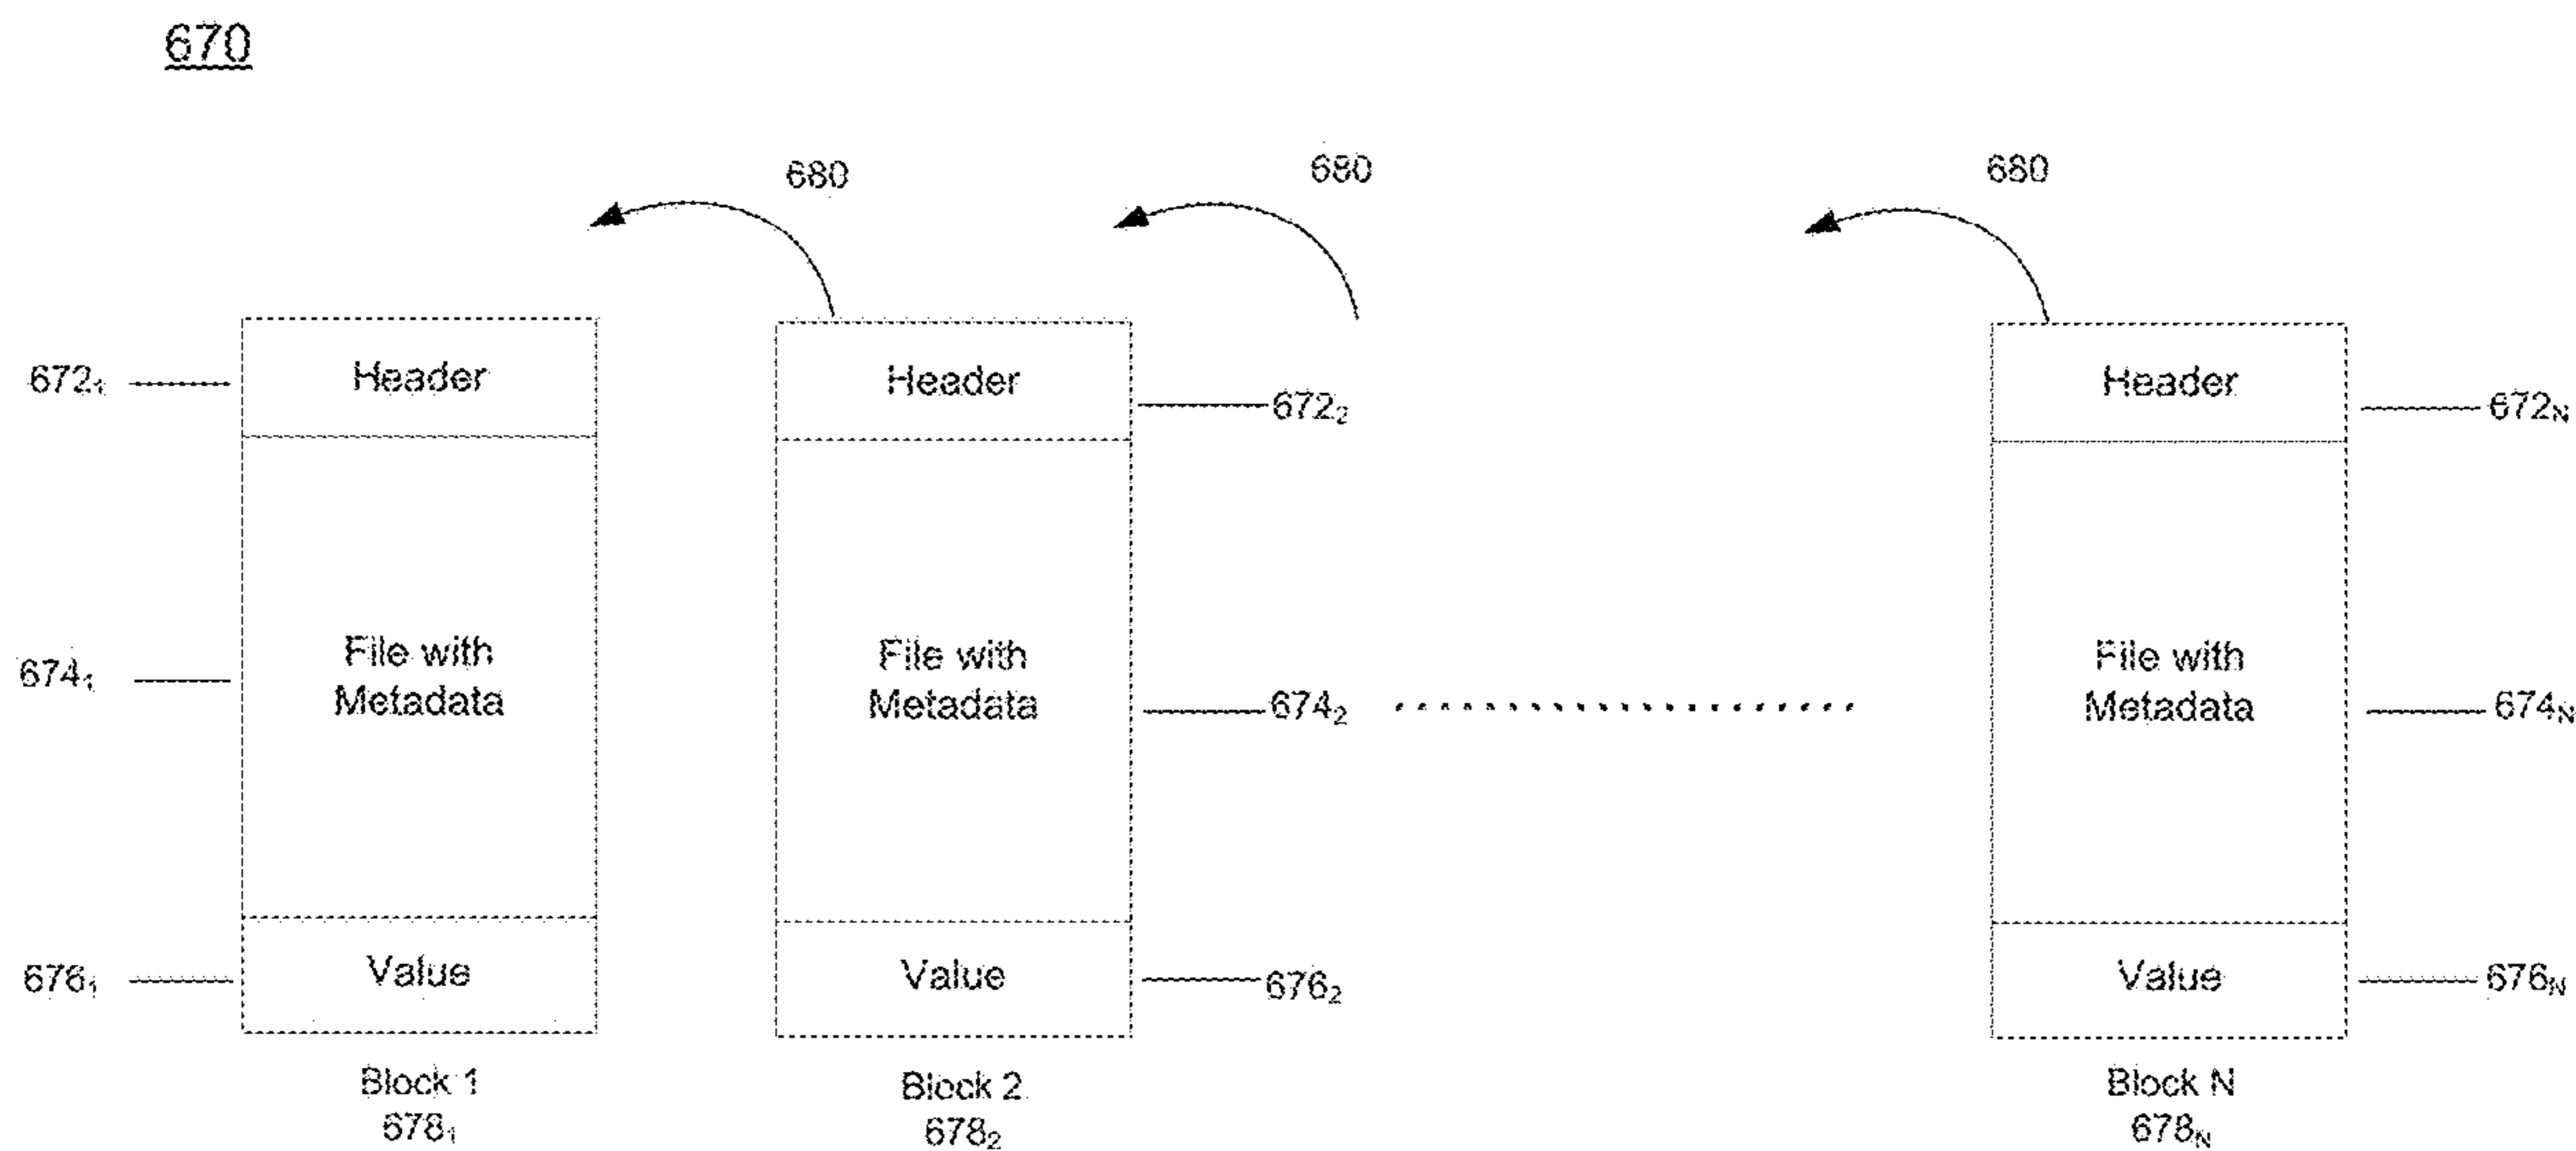 670
680
680
680
Header
Header
Header
672₁
672₂
672N
File with
Metadata
File with
Metadata
File with
Metadata
674₁
674₂
674N
Value
Value
Value
676₁
676₂
676N
Block 1
678₁
Block 2
678₂
Block N
678N